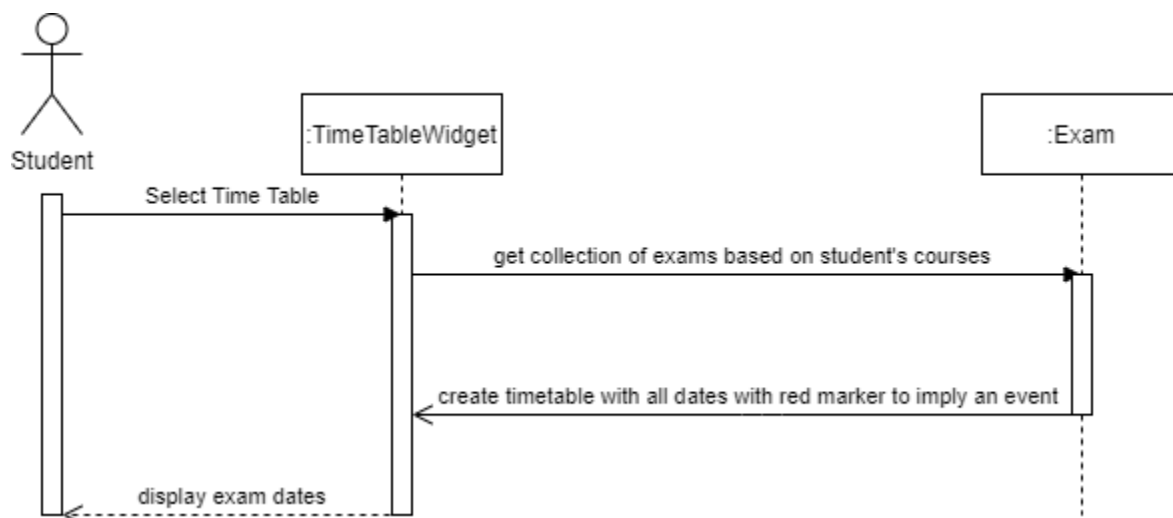 :TimeTableWidget
:Exam
Student
Select Time Table
get collection of exams based on student's courses
create timetable with all dates with red marker to imply an event
display exam dates